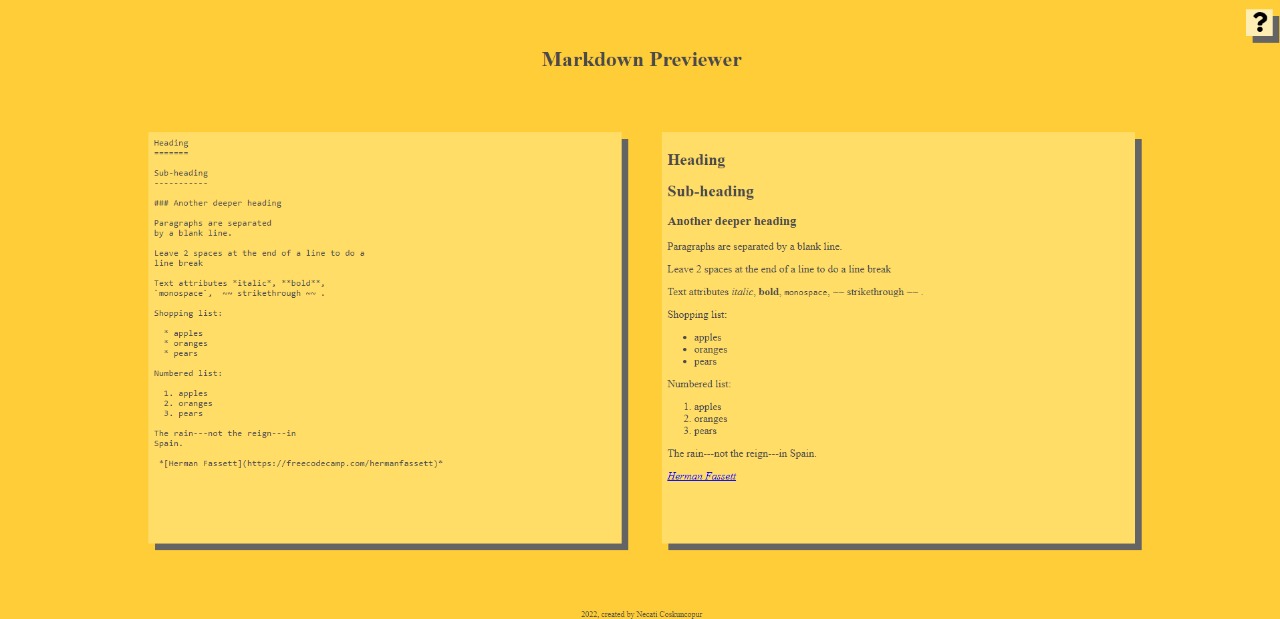 ?
Markdown Previewer
Heading
=======
Sub-heading
-----------
### Another deeper heading
Paragraphs are separated
by a blank line.
Leave 2 spaces at the end of a line to do a
line break
Text attributes *italic*, **bold**,
`monospace`,  ~~ strikethrough ~~ .
Shopping list:
* apples
* oranges
* pears
Numbered list:
1. apples
2. oranges
3. pears
The rain---not the reign---in
Spain.
*[Herman Fassett](https://freecodecamp.com/hermanfassett)*
Heading
Sub-heading
Another deeper heading
Paragraphs are separated by a blank line.
Leave 2 spaces at the end of a line to do a line break
Text attributes italic, bold, monospace, ~~ strikethrough ~~ .
Shopping list:
• apples
• oranges
• pears
Numbered list:
1. apples
2. oranges
3. pears
The rain---not the reign---in Spain.
Herman Fassett
2022, created by Necati Coskuncopur